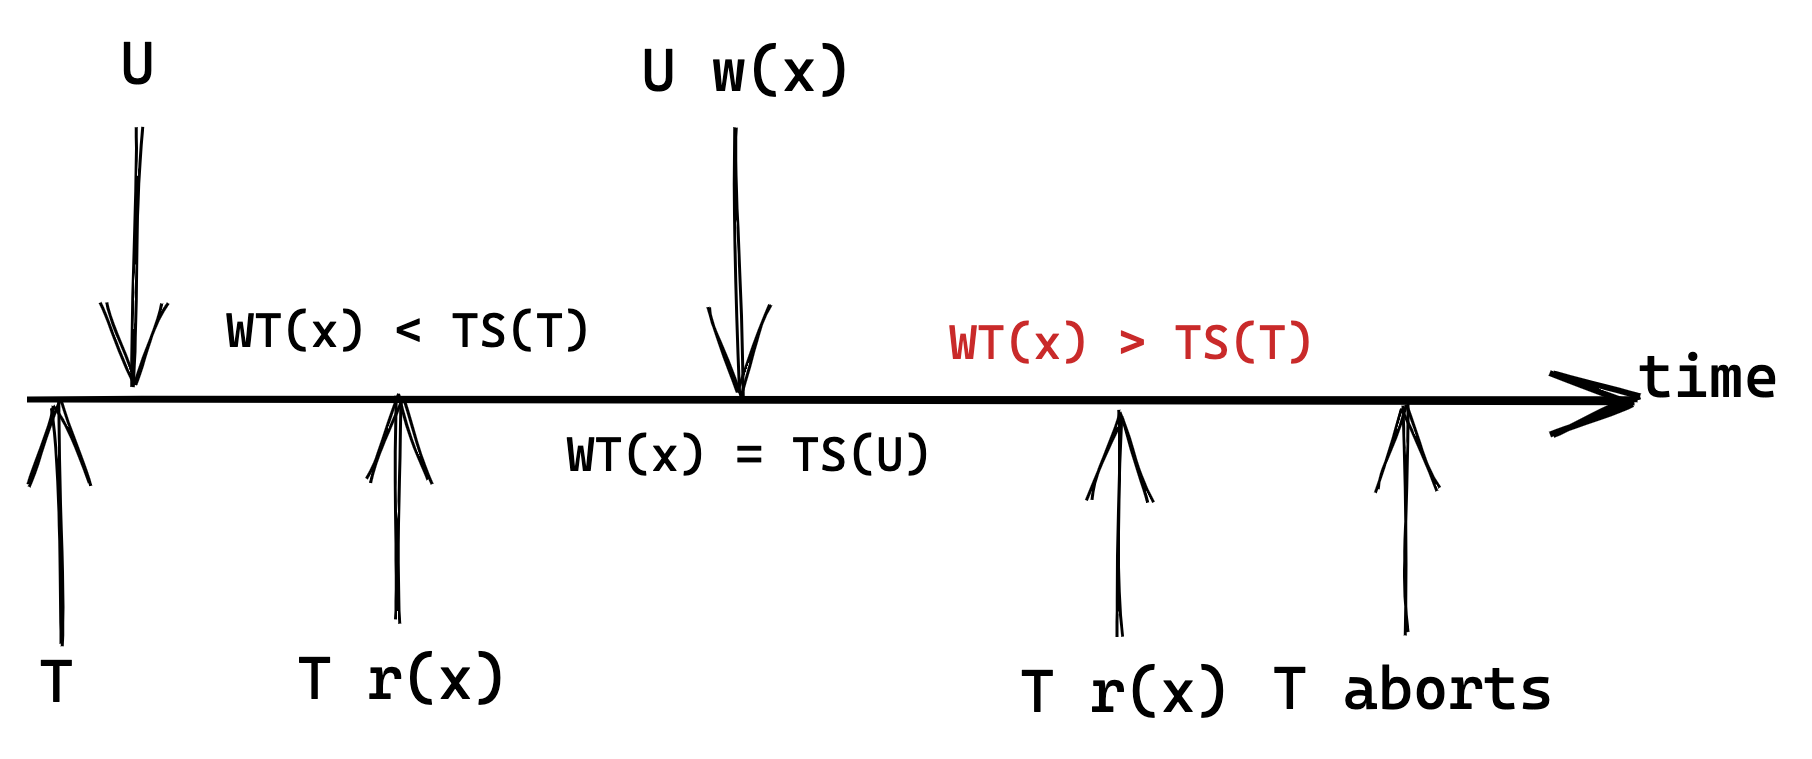 U
U w(x)
WT(x) < TS(T)
WT(x) > TS(T)
time
WT(x) = TS(U)
T
T r(x)
T r(x)
T aborts